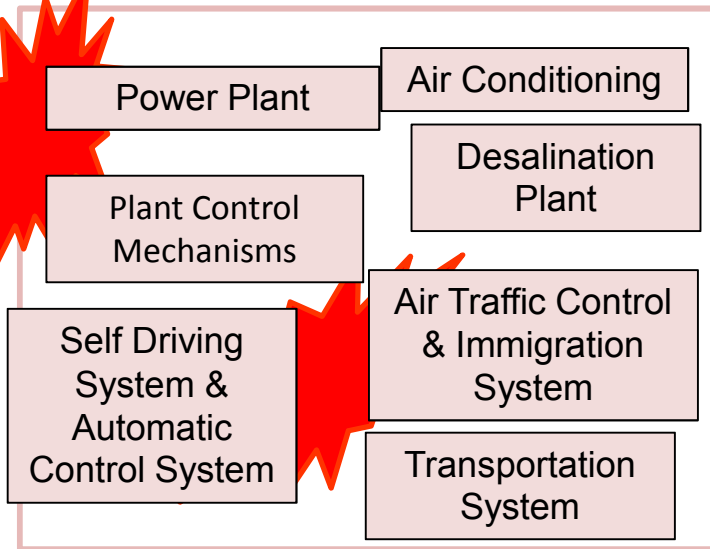 Power Plant
Air Conditioning
Desalination
Plant
Plant Control
Mechanisms
Air Traffic Control
& Immigration
System
Self Driving
System &
Automatic
Control System
Transportation
System